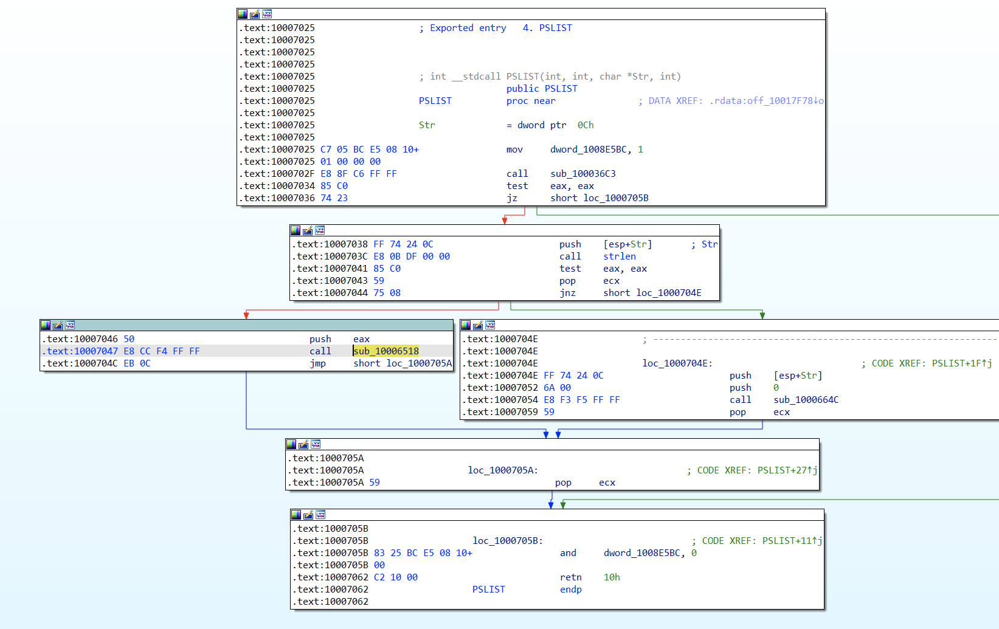 .text:10007025 ; Exported entry 4. PSLIST
.text:10007025
.text:10007025
.text:10007025
.text:10007025 ; int __stdcall PSLIST(int, int, char *Str, int)
.text:10007025 public PSLIST
.text:10007025 PSLIST proc near ; DATA XREF: .rdata:off_10017F78↓o
.text:10007025
.text:10007025 Str = dword ptr 0Ch
.text:10007025
.text:10007025 C7 05 BC E5 08 10+ mov dword_1008E5BC, 1
.text:10007025 01 00 00 00
.text:1000702F E8 8F C6 FF FF call sub_100036C3
.text:10007034 85 C0 test eax, eax
.text:10007036 74 23 jz short loc_1000705B
.text:10007038 FF 74 24 0C push [esp+Str] ; Str
.text:1000703C E8 0B DF 00 00 call strlen
.text:10007041 85 C0 test eax, eax
.text:10007043 59 pop ecx
.text:10007044 75 08 jnz short loc_1000704E
.text:10007046 50 push eax
.text:10007047 E8 CC F4 FF FF call sub_10006518
.text:1000704C EB 0C jmp short loc_1000705A
.text:1000704E ; ---------------------------------------------------------------
.text:1000704E
.text:1000704E loc_1000704E: ; CODE XREF: PSLIST+1F↑j
.text:1000704E FF 74 24 0C push [esp+Str]
.text:10007052 6A 00 push 0
.text:10007054 E8 F3 F5 FF FF call sub_1000664C
.text:10007059 59 pop ecx
.text:1000705A
.text:1000705A loc_1000705A: ; CODE XREF: PSLIST+27↑j
.text:1000705A 59 pop ecx
.text:1000705B
.text:1000705B loc_1000705B: ; CODE XREF: PSLIST+11↑j
.text:1000705B 83 25 BC E5 08 10+ and dword_1008E5BC, 0
.text:1000705B 00
.text:10007062 C2 10 00 retn 10h
.text:10007062 PSLIST endp
.text:10007062